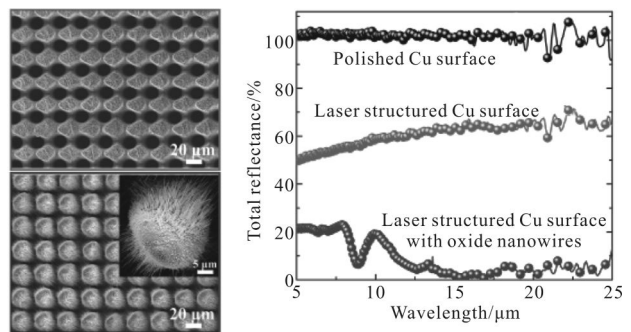 20 μm
20 μm
5 μm
Total reflectance/%
100
80
60
40
20
0
Polished Cu surface
Laser structured Cu surface
Laser structured Cu surface
with oxide nanowires
5
10
15
20
25
Wavelength/μm